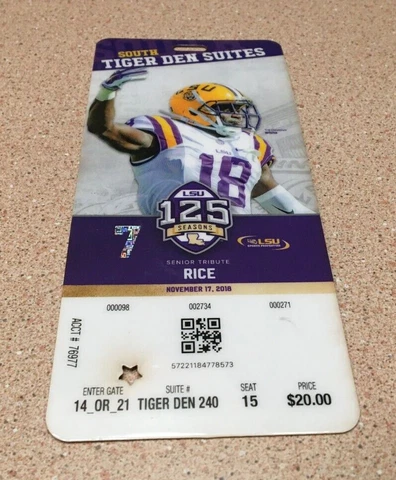 SOUTH
TIGER DEN SUITES
LSU
18
LSU
125
SEASONS
7
LSU
SENIOR TRIBUTE
RICE
NOVEMBER 17, 2018
000098 002734 000271
ACCT # 76977
57221184778573
ENTER GATE SUITE # SEAT PRICE
14_OR_21 TIGER DEN 240 15 $20.00